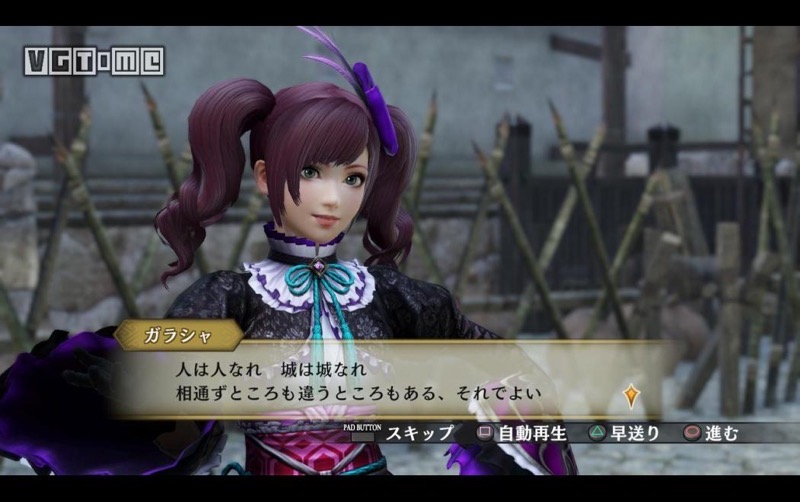 VGTIME
ガラシャ
人は人なれ 城は城なれ
相通ずところも違うところもある、それでよい
PAD BUTTON スキップ 自動再生 早送り 進む